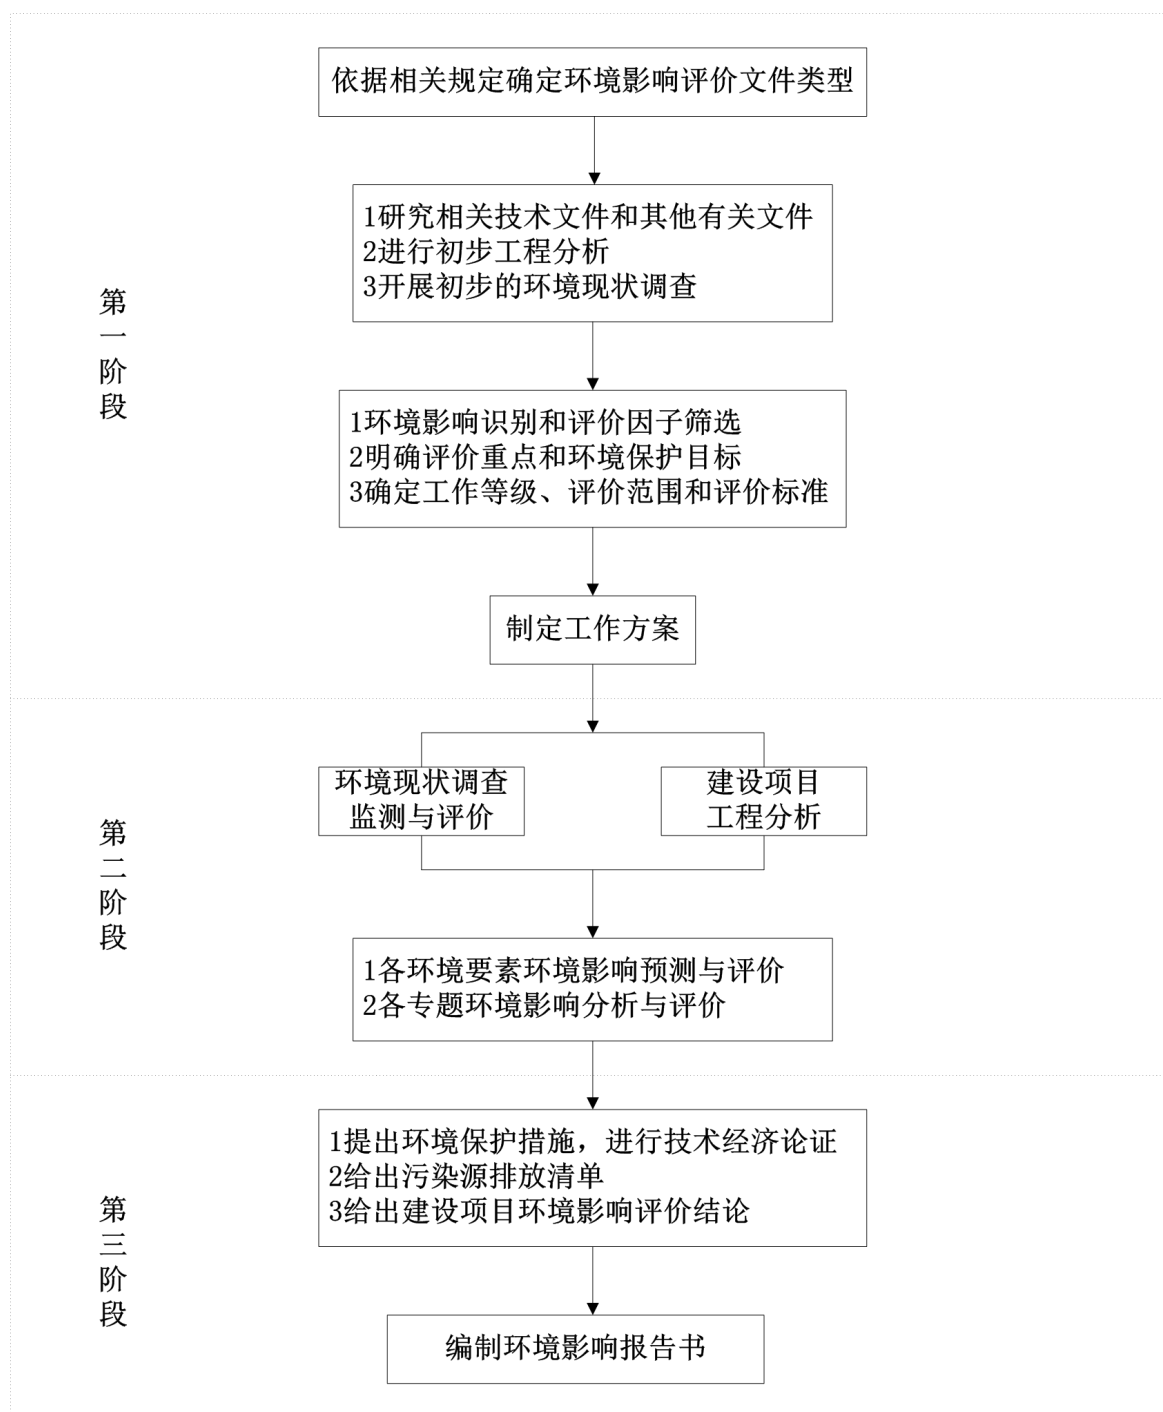 依据相关规定确定环境影响评价文件类型
1研究相关技术文件和其他有关文件
2进行初步工程分析
3开展初步的环境现状调查
第一阶段
1环境影响识别和评价因子筛选
2明确评价重点和环境保护目标
3确定工作等级、评价范围和评价标准
制定工作方案
环境现状调查
监测与评价
建设项目
工程分析
第二阶段
1各环境要素环境影响预测与评价
2各专题环境影响分析与评价
1提出环境保护措施，进行技术经济论证
2给出污染源排放清单
3给出建设项目环境影响评价结论
第三阶段
编制环境影响报告书